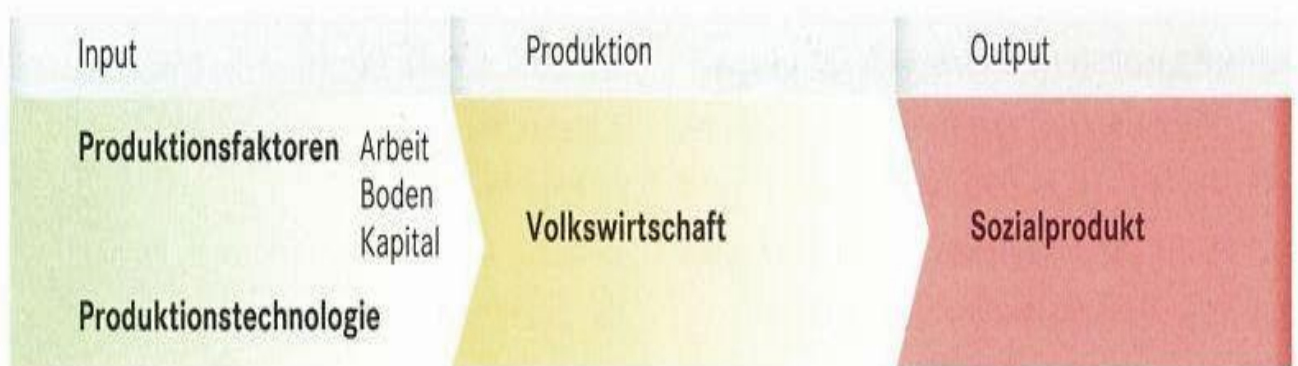 Input
Produktion
Output
Produktionsfaktoren Arbeit
Boden
Kapital
Produktionstechnologie
Volkswirtschaft
Sozialprodukt